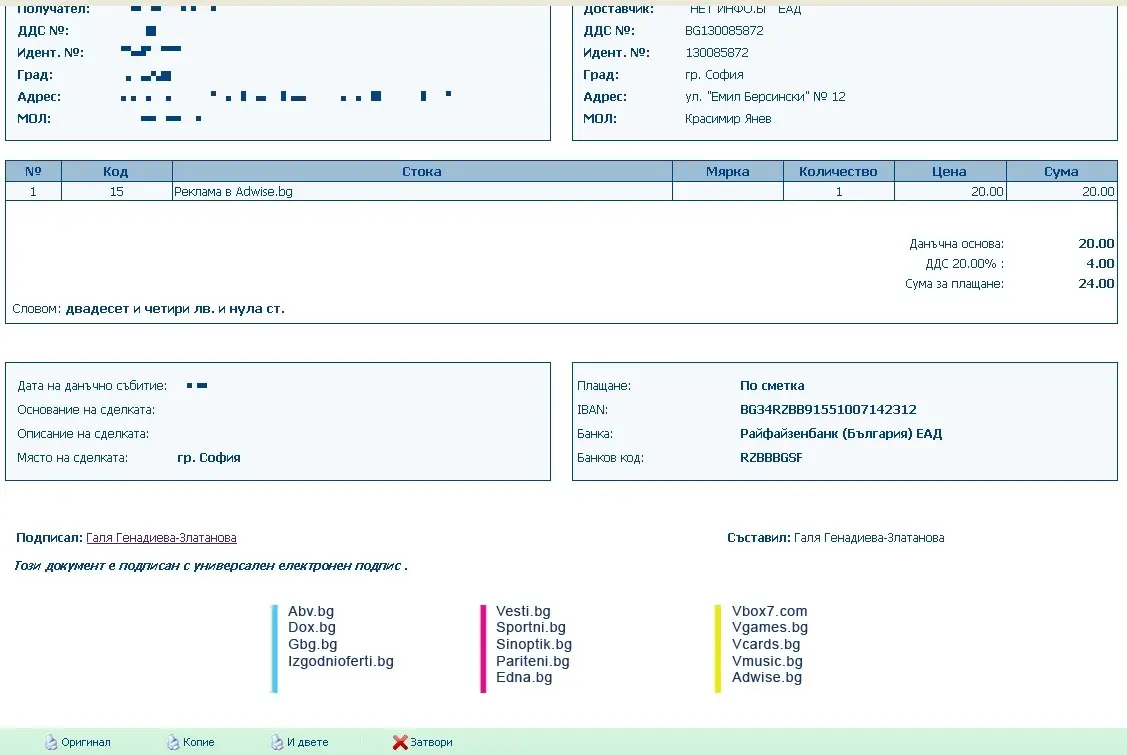 Получател:
ДДС №:
Идент. №:
Град:
Адрес:
МОЛ:
Доставчик: НЕТ ИНФО.БГ ЕАД
ДДС №: BG130085872
Идент. №: 130085872
Град: гр. София
Адрес: ул. "Емил Берсински" № 12
МОЛ: Красимир Янев
№ Код Стока Мярка Количество Цена Сума
1 15 Реклама в Adwise.bg 1 20.00 20.00
Данъчна основа: 20.00
ДДС 20.00% : 4.00
Сума за плащане: 24.00
Словом: двадесет и четири лв. и нула ст.
Дата на данъчно събитие:
Основание на сделката:
Описание на сделката:
Място на сделката: гр. София
Плащане: По сметка
IBAN: BG34RZBB91551007142312
Банка: Райфайзенбанк (България) ЕАД
Банков код: RZBBBGSF
Подписал: Галя Генадиева-Златанова
Съставил: Галя Генадиева-Златанова
Този документ е подписан с универсален електронен подпис .
Abv.bg
Dox.bg
Gbg.bg
Izgodnioferti.bg
Vesti.bg
Sportni.bg
Sinoptik.bg
Pariteni.bg
Edna.bg
Vbox7.com
Vgames.bg
Vcards.bg
Vmusic.bg
Adwise.bg
Оригинал Копие И двете Затвори